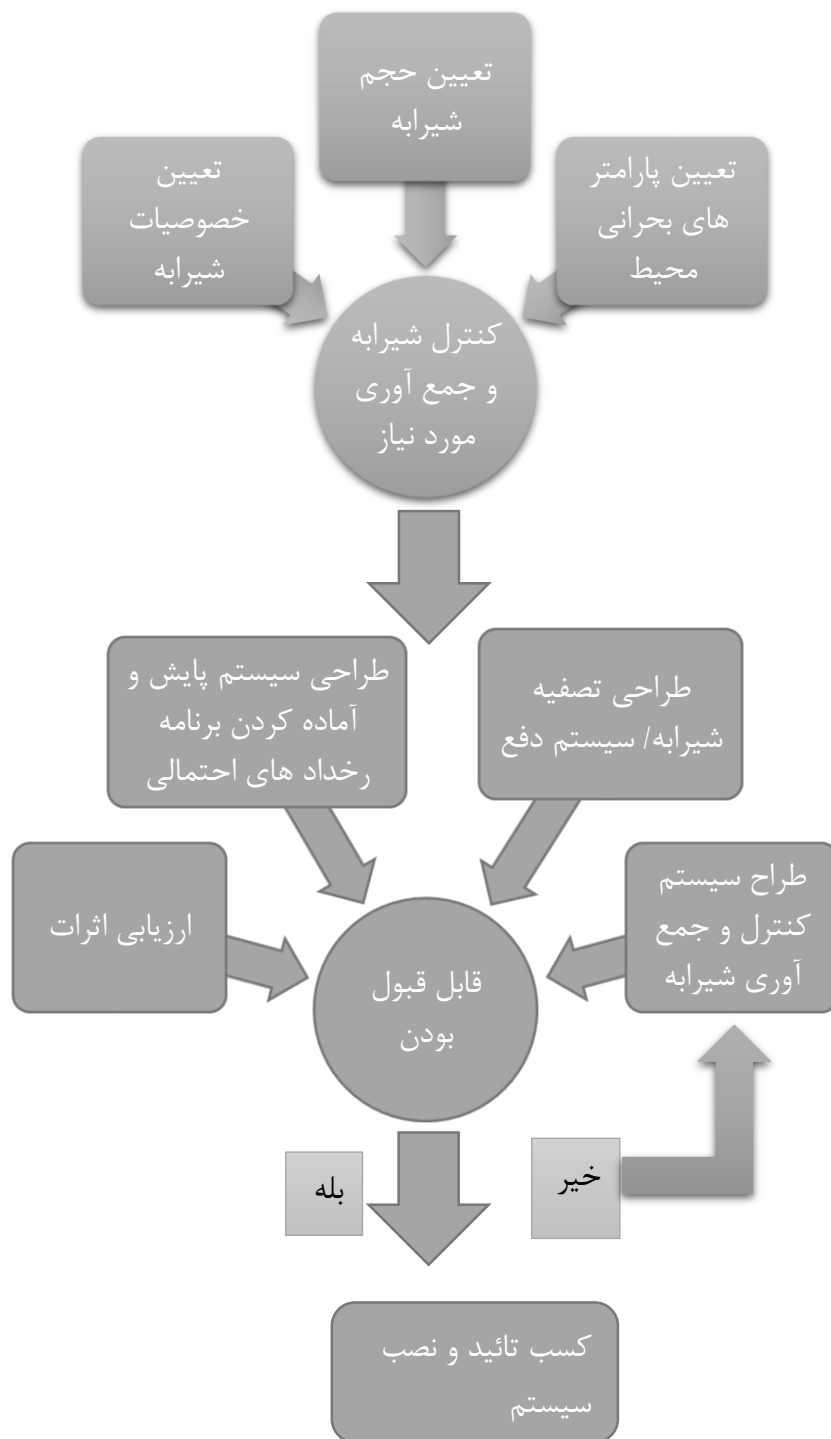 تعیین حجم
شیرابه
تعیین پارامتر
های بحرانی
محیط
تعیین
خصوصیات
شیرابه
کنترل شیرابه
و جمع آوری
مورد نیاز
طراحی تصفیه
شیرابه/ سیستم دفع
طراحی سیستم پایش و
آماده کردن برنامه
رخداد های احتمالی
طراح سیستم
کنترل و جمع
آوری شیرابه
ارزیابی اثرات
قابل قبول
بودن
خیر
بله
کسب تائید و نصب
سیستم